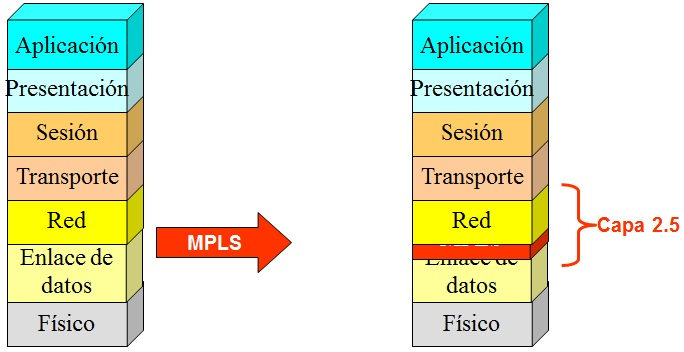 Aplicación
Presentación
Sesión
Transporte
Red
Enlace de
datos
Físico
MPLS
Aplicación
Presentación
Sesión
Transporte
Red
Enlace de
datos
Físico
Capa 2.5